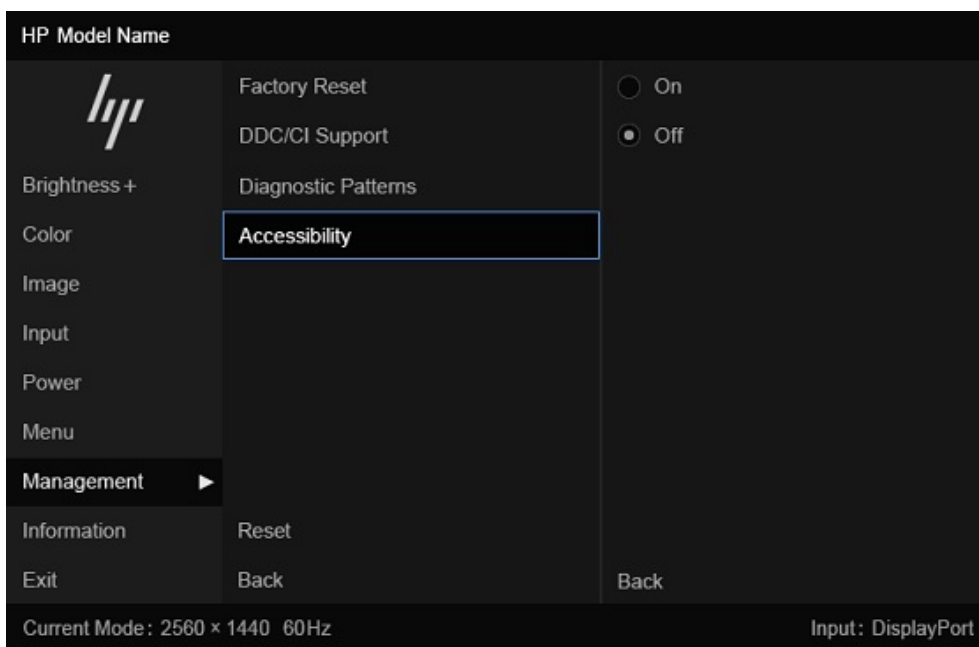 HP Model Name
hp
Brightness+
Color
Image
Input
Power
Menu
Management
Information
Exit
Factory Reset
DDC/CI Support
Diagnostic Patterns
Accessibility
Reset
Back
On
Off
Back
Current Mode: 2560 × 1440 60Hz
Input: DisplayPort